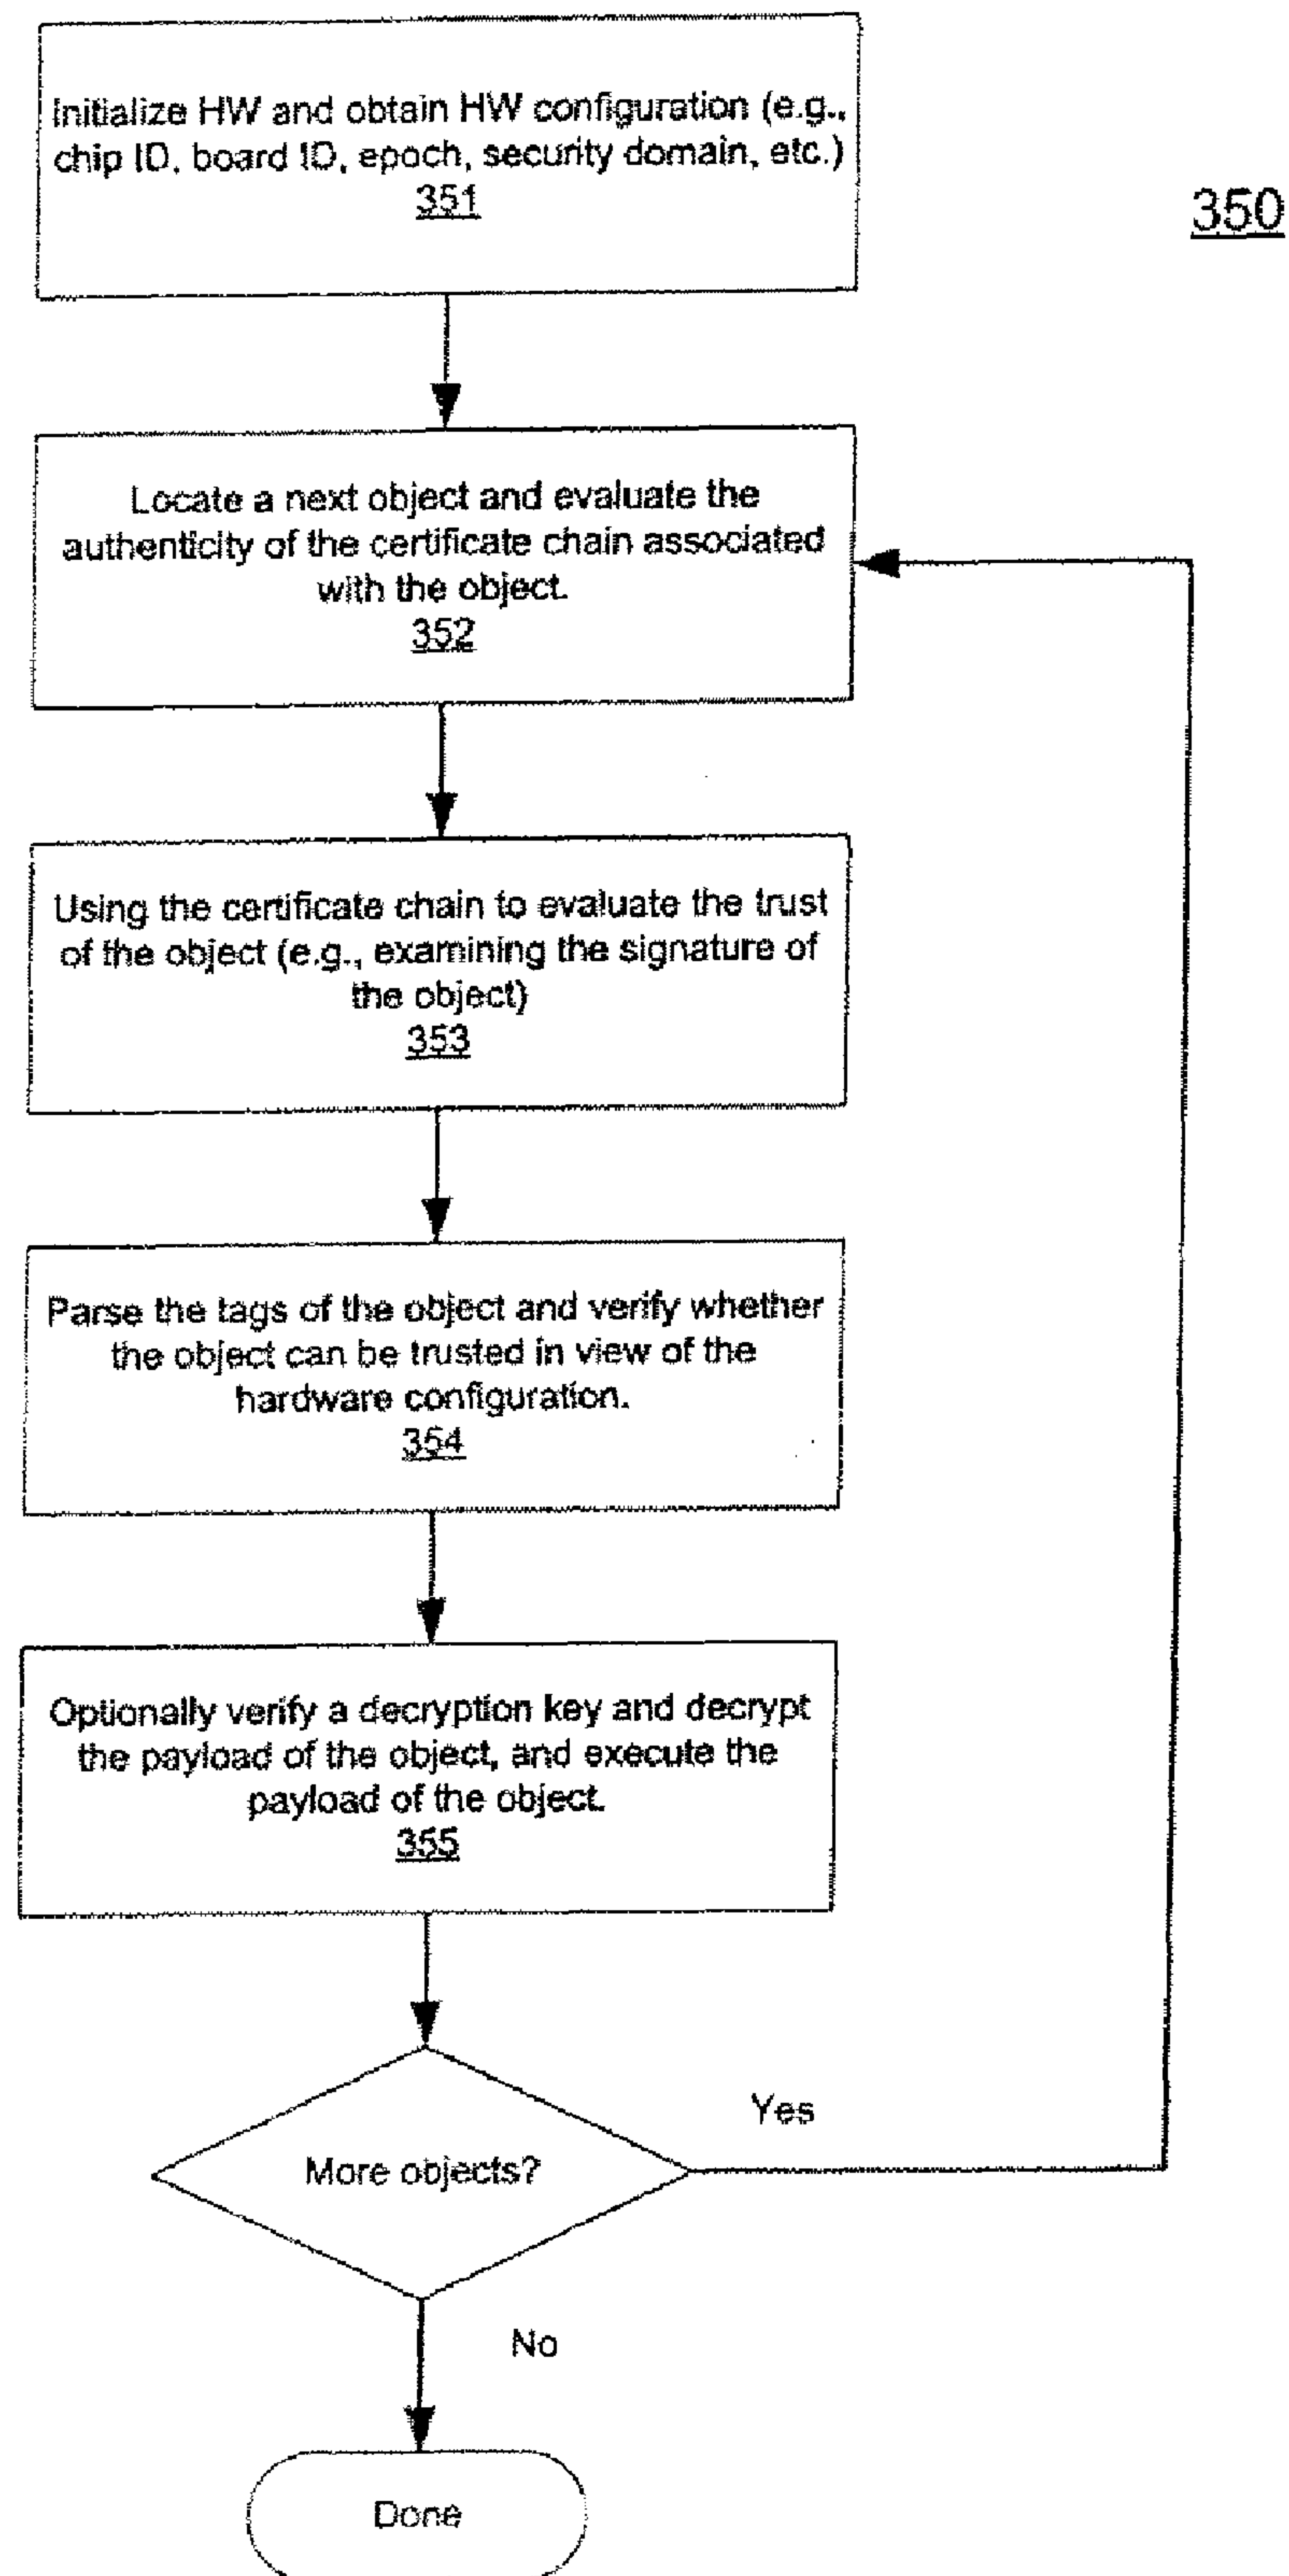 Initialize HW and obtain HW configuration (e.g.,
chip ID, board ID, epoch, security domain, etc.)
351
350
Locate a next object and evaluate the
authenticity of the certificate chain associated
with the object.
352
Using the certificate chain to evaluate the trust
of the object (e.g., examining the signature of
the object)
353
Parse the tags of the object and verify whether
the object can be trusted in view of the
hardware configuration.
354
Optionally verify a decryption key and decrypt
the payload of the object, and execute the
payload of the object.
355
Yes
More objects?
No
Done